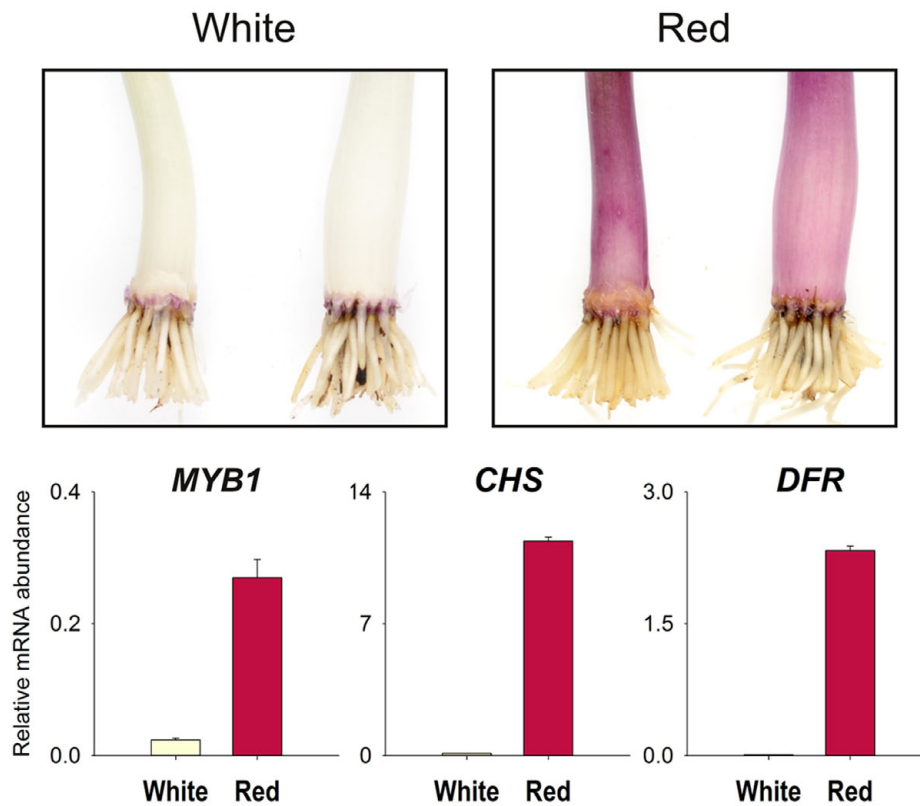 White Red
MYB1 CHS DFR
Relative mRNA abundance
0.4 14 3.0
0.2 7 1.5
0.0 0 0.0
White Red White Red White Red